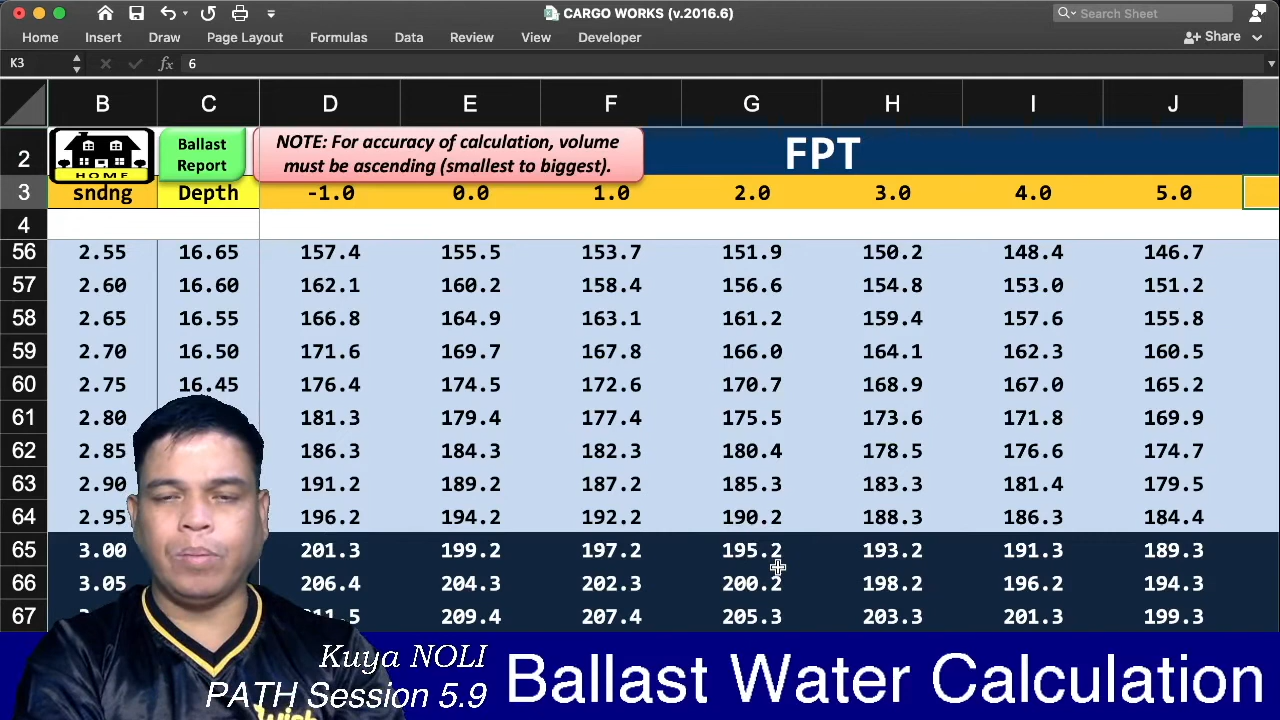 CARGO WORKS (v.2016.6)
Search Sheet
Home Insert Draw Page Layout Formulas Data Review View Developer Share
K3 fx 6
B C D E F G H I J
2 HOME Ballast Report NOTE: For accuracy of calculation, volume must be ascending (smallest to biggest). FPT
3 sndng Depth -1.0 0.0 1.0 2.0 3.0 4.0 5.0
4
56 2.55 16.65 157.4 155.5 153.7 151.9 150.2 148.4 146.7
57 2.60 16.60 162.1 160.2 158.4 156.6 154.8 153.0 151.2
58 2.65 16.55 166.8 164.9 163.1 161.2 159.4 157.6 155.8
59 2.70 16.50 171.6 169.7 167.8 166.0 164.1 162.3 160.5
60 2.75 16.45 176.4 174.5 172.6 170.7 168.9 167.0 165.2
61 2.80 181.3 179.4 177.4 175.5 173.6 171.8 169.9
62 2.85 186.3 184.3 182.3 180.4 178.5 176.6 174.7
63 2.90 191.2 189.2 187.2 185.3 183.3 181.4 179.5
64 2.95 196.2 194.2 192.2 190.2 188.3 186.3 184.4
65 3.00 201.3 199.2 197.2 195.2 193.2 191.3 189.3
66 3.05 206.4 204.3 202.3 200.2 198.2 196.2 194.3
67 209.4 207.4 205.3 203.3 201.3 199.3
Kuya NOLI
PATH Session 5.9
Ballast Water Calculation